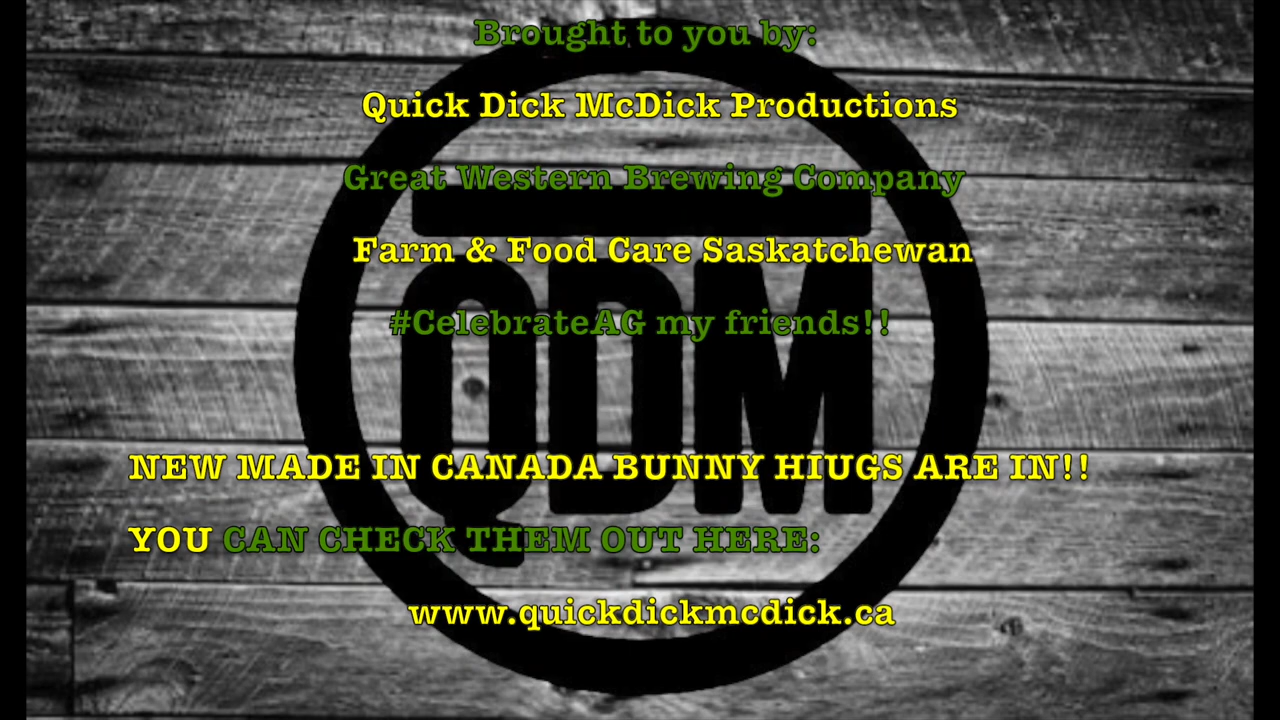 Brought to you by:
Quick Dick McDick Productions
Great Western Brewing Company
Farm & Food Care Saskatchewan
#CelebrateAG my friends!!
QDM
NEW MADE IN CANADA BUNNY HIUGS ARE IN!!
YOU CAN CHECK THEM OUT HERE:
www.quickdickmcdick.ca